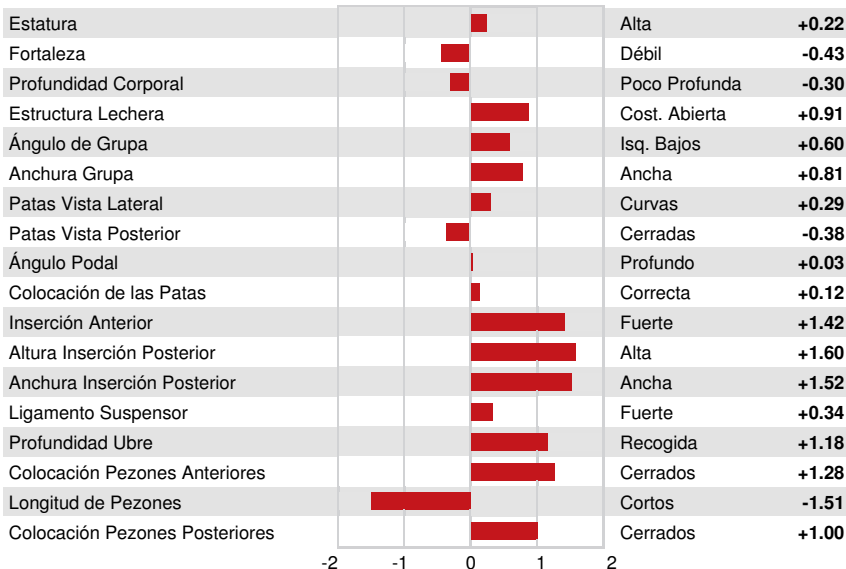 Estatura Alta +0.22
Fortaleza Débil -0.43
Profundidad Corporal Poco Profunda -0.30
Estructura Lechera Cost. Abierta +0.91
Ángulo de Grupa Isq. Bajos +0.60
Anchura Grupa Ancha +0.81
Patas Vista Lateral Curvas +0.29
Patas Vista Posterior Cerradas -0.38
Ángulo Podal Profundo +0.03
Colocación de las Patas Correcta +0.12
Inserción Anterior Fuerte +1.42
Altura Inserción Posterior Alta +1.60
Anchura Inserción Posterior Ancha +1.52
Ligamento Suspensor Fuerte +0.34
Profundidad Ubre Recogida +1.18
Colocación Pezones Anteriores Cerrados +1.28
Longitud de Pezones Cortos -1.51
Colocación Pezones Posteriores Cerrados +1.00
-2 -1 0 1 2